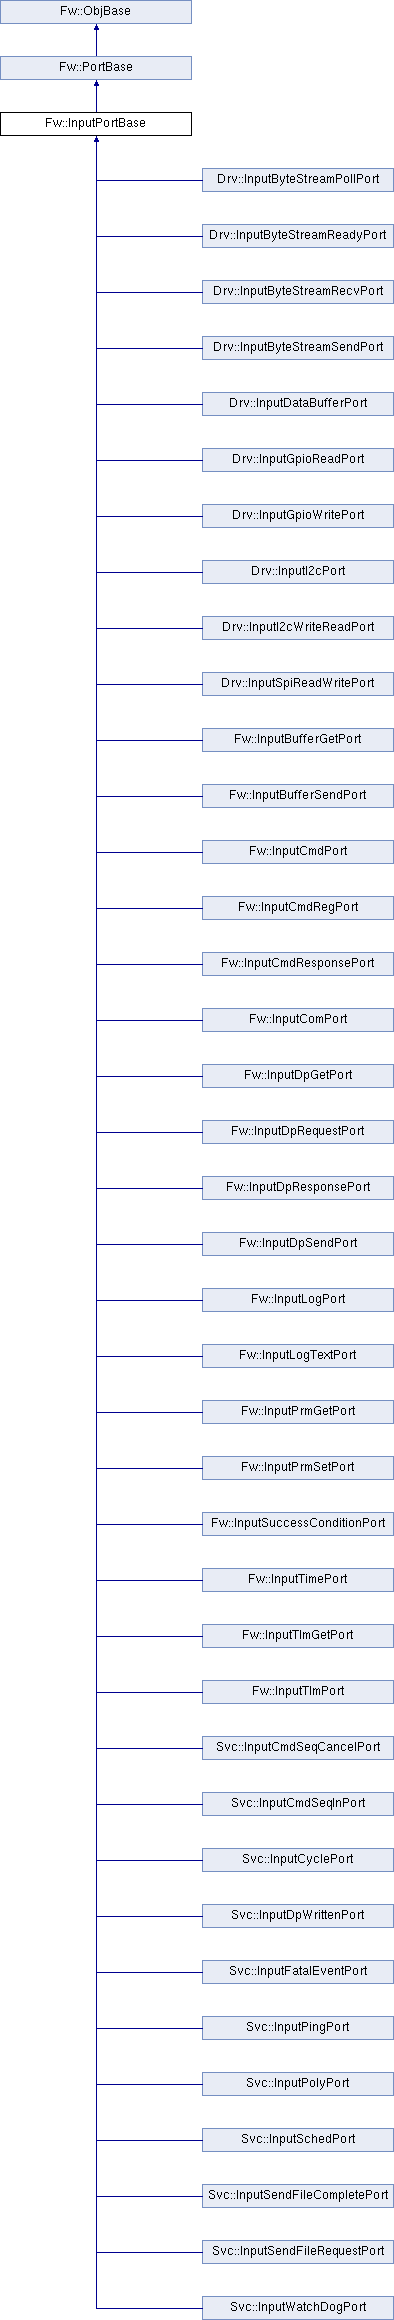 Fw::ObjBase
Fw::PortBase
Fw::InputPortBase
Drv::InputByteStreamPollPort
Drv::InputByteStreamReadyPort
Drv::InputByteStreamRecvPort
Drv::InputByteStreamSendPort
Drv::InputDataBufferPort
Drv::InputGpioReadPort
Drv::InputGpioWritePort
Drv::InputI2cPort
Drv::InputI2cWriteReadPort
Drv::InputSpiReadWritePort
Fw::InputBufferGetPort
Fw::InputBufferSendPort
Fw::InputCmdPort
Fw::InputCmdRegPort
Fw::InputCmdResponsePort
Fw::InputComPort
Fw::InputDpGetPort
Fw::InputDpRequestPort
Fw::InputDpResponsePort
Fw::InputDpSendPort
Fw::InputLogPort
Fw::InputLogTextPort
Fw::InputPrmGetPort
Fw::InputPrmSetPort
Fw::InputSuccessConditionPort
Fw::InputTimePort
Fw::InputTlmGetPort
Fw::InputTlmPort
Svc::InputCmdSeqCancelPort
Svc::InputCmdSeqInPort
Svc::InputCyclePort
Svc::InputDpWrittenPort
Svc::InputFatalEventPort
Svc::InputPingPort
Svc::InputPolyPort
Svc::InputSchedPort
Svc::InputSendFileCompletePort
Svc::InputSendFileRequestPort
Svc::InputWatchDogPort